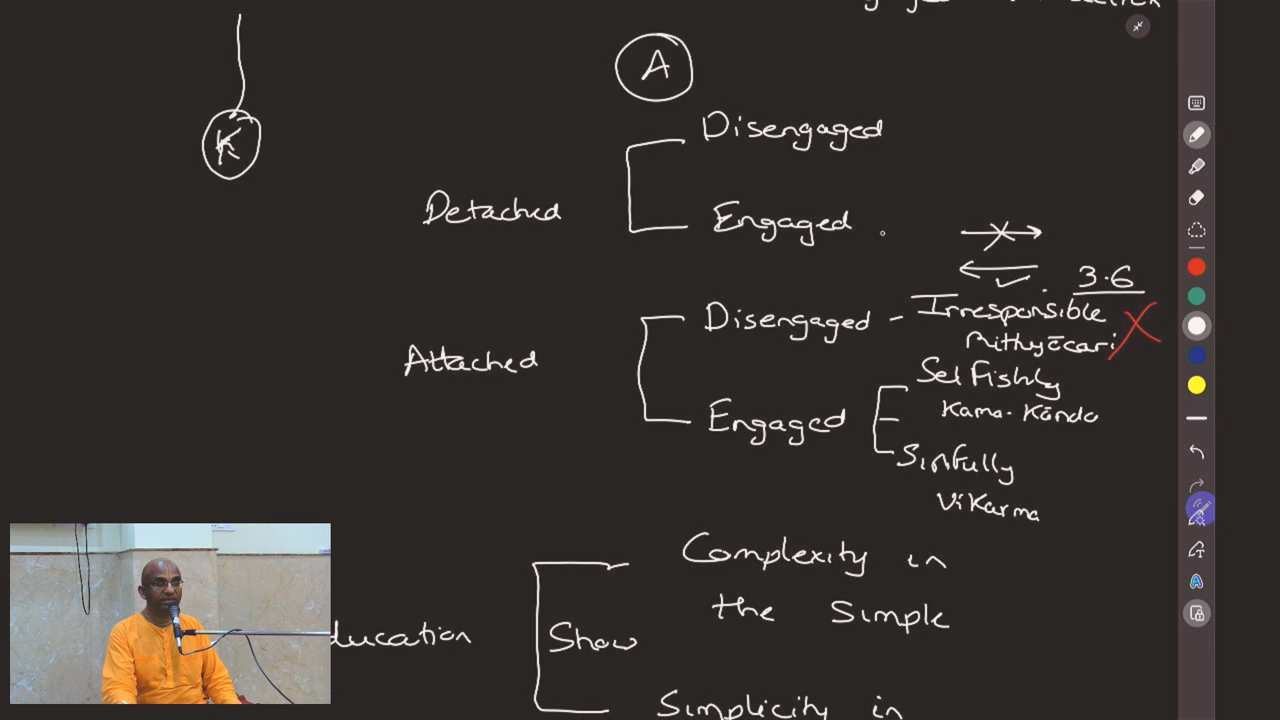 A
K
Disengaged
Detached
Engaged
3.6
Disengaged - Irresponsible
Mithyācari
Attached
Selfishly
Kama-Kānda
Engaged
Sinfully
Vikarma
Complexity in
the Simple
ducation
Show
Simplicity in